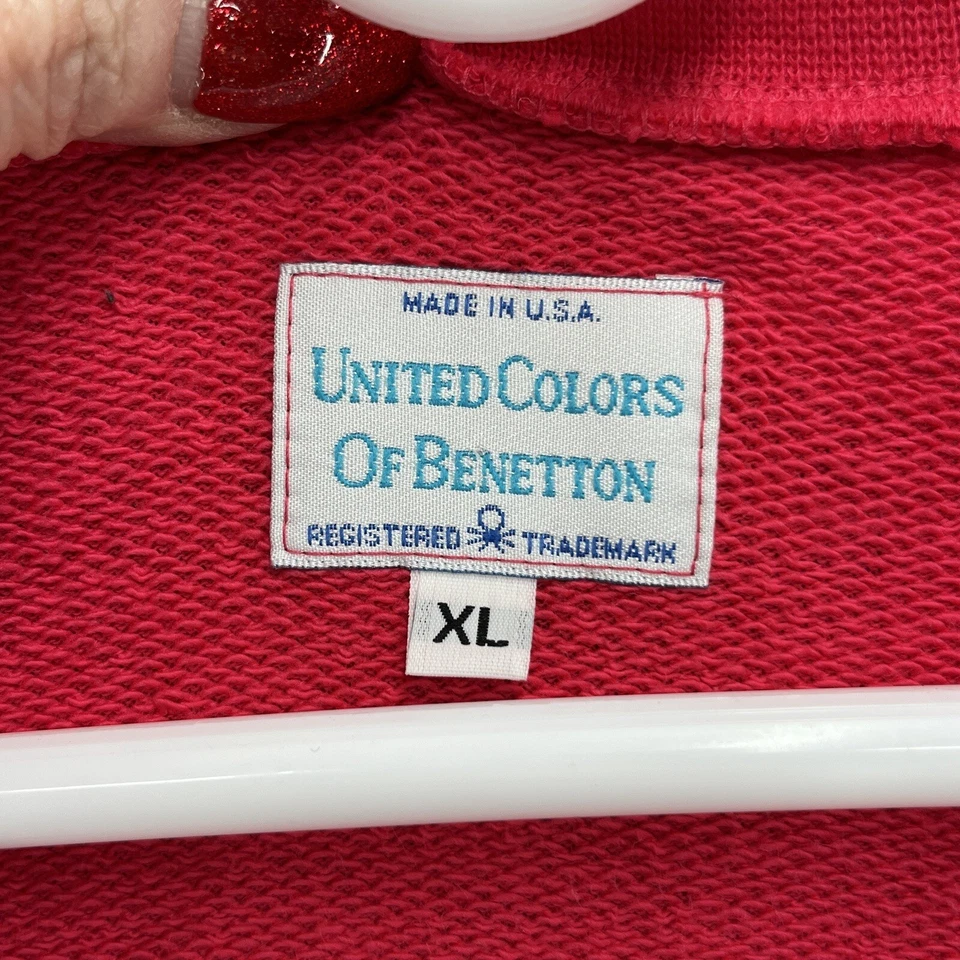 MADE IN U.S.A.
UNITED COLORS
OF BENETTON
REGISTERED TRADEMARK
XL